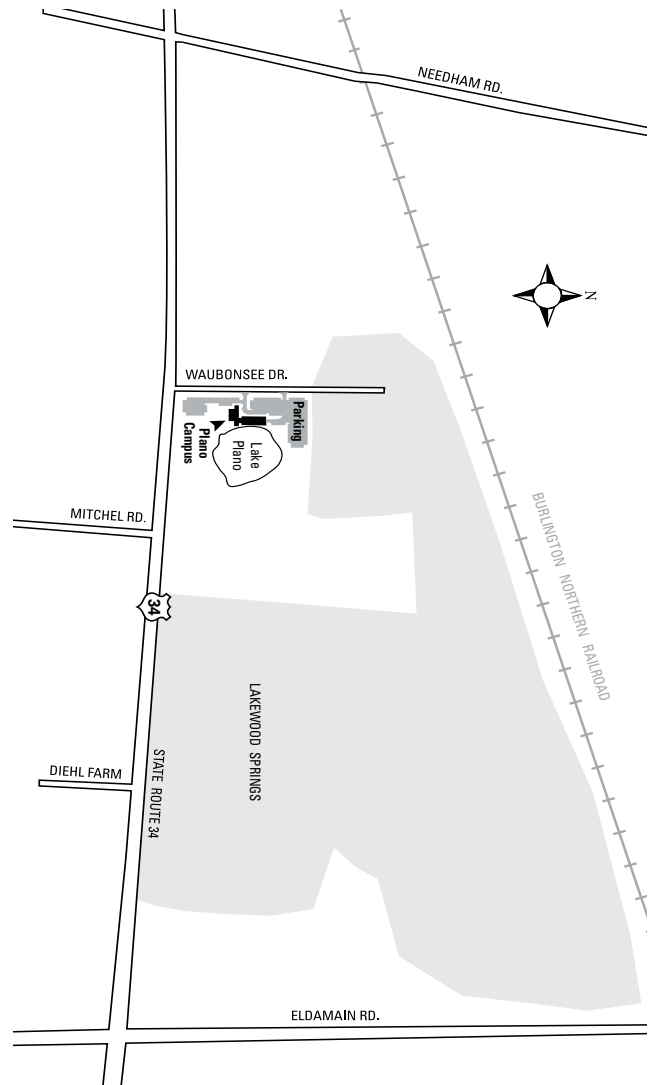 NEEDHAM RD.
N
WAUBONSEE DR.
Parking
Lake
Plano
Plano
Campus
MITCHEL RD.
BURLINGTON NORTHERN RAILROAD
34
LAKEWOOD SPRINGS
STATE ROUTE 34
DIEHL FARM
ELDAMAIN RD.